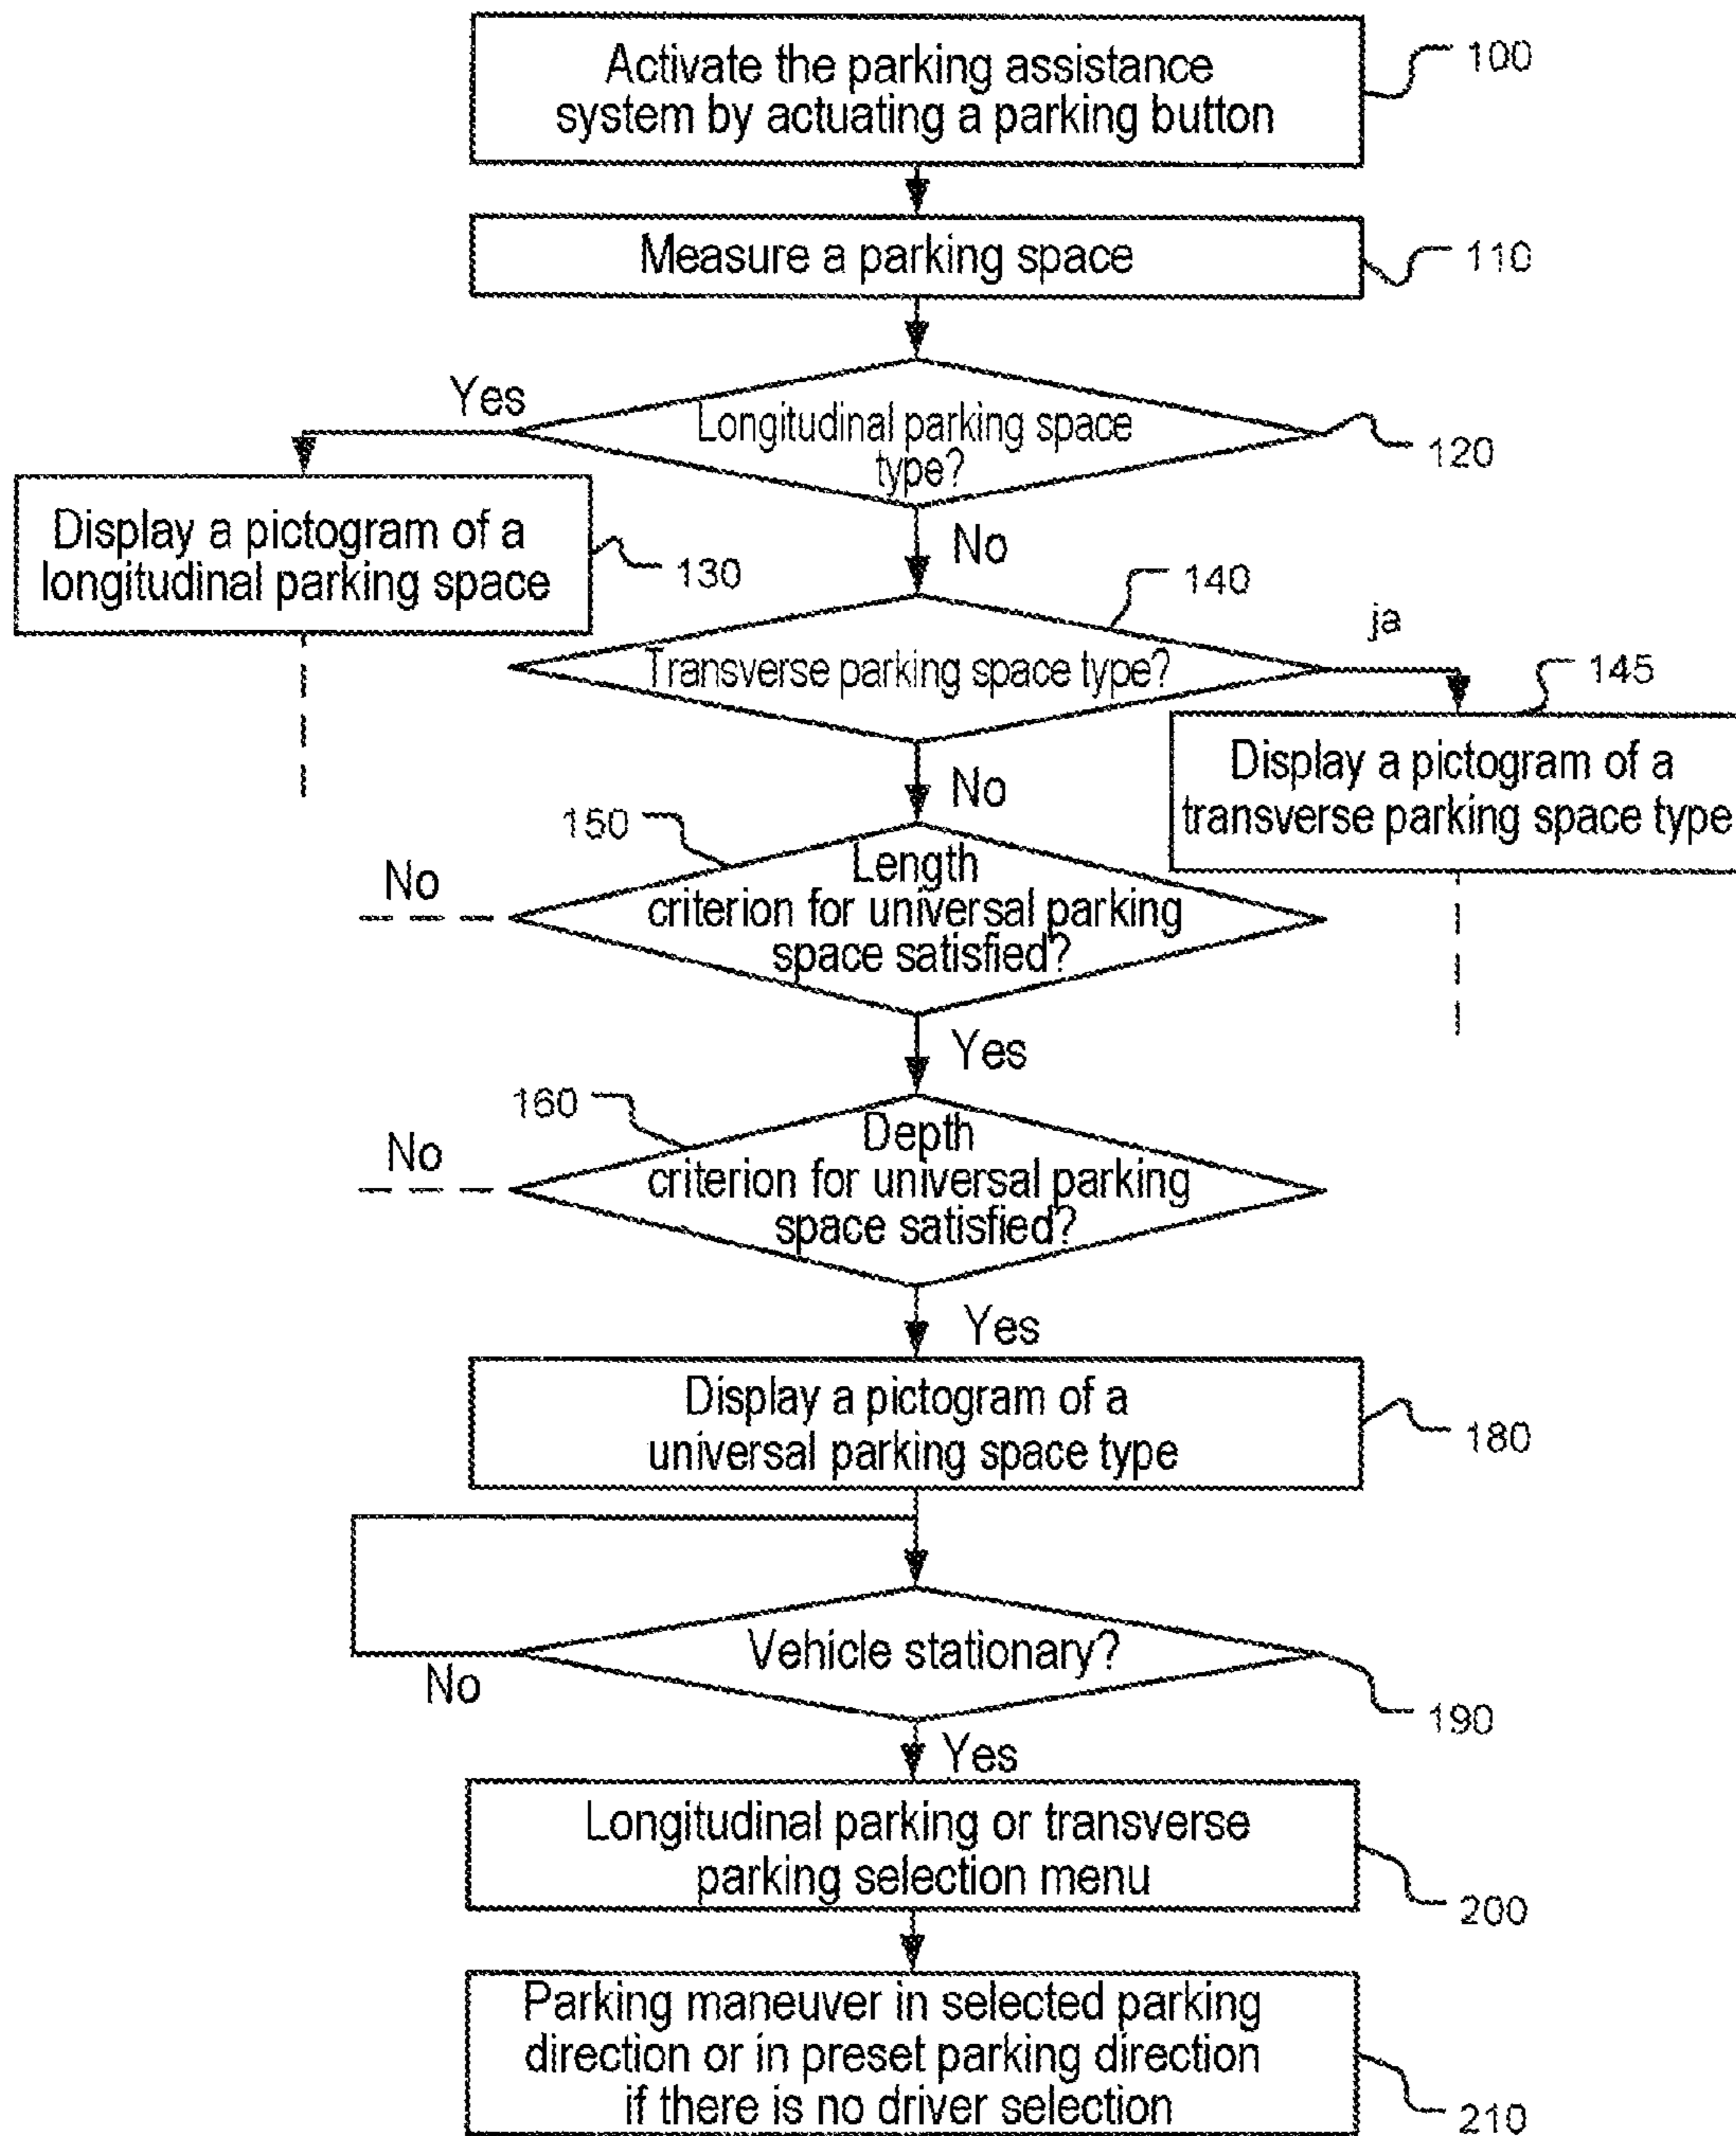 Activate the parking assistance
system by actuating a parking button
100
Measure a parking space
110
Yes
Longitudinal parking space
type?
120
Display a pictogram of a
longitudinal parking space
130
No
140
Transverse parking space type?
ja
145
Display a pictogram of a
transverse parking space type
No
150
Length
criterion for universal parking
space satisfied?
No
Yes
160
Depth
criterion for universal parking
space satisfied?
No
Yes
Display a pictogram of a
universal parking space type
180
Vehicle stationary?
No
190
Yes
Longitudinal parking or transverse
parking selection menu
200
Parking maneuver in selected parking
direction or in preset parking direction
if there is no driver selection
210